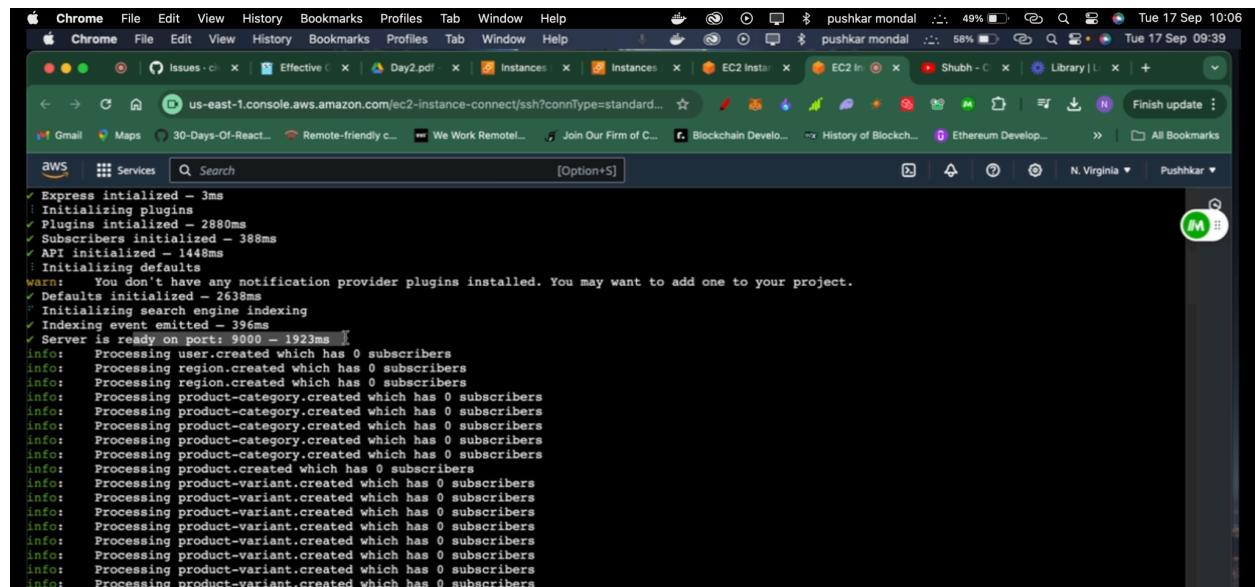 Chrome File Edit View History Bookmarks Profiles Tab Window Help pushkar mondal 49% Tue 17 Sep 10:06
Chrome File Edit View History Bookmarks Profiles Tab Window Help pushkar mondal 58% Tue 17 Sep 09:39
Issues · Effective Day2.pdf Instances Instances EC2 Instan EC2 In Shubh - Library | +
us-east-1.console.aws.amazon.com/ec2-instance-connect/ssh?connType=standard... N Finish update
Gmail Maps 30-Days-Of-React... Remote-friendly c... We Work Remotel... Join Our Firm of C... Blockchain Develo... History of Blockch... Ethereum Develop... » All Bookmarks
aws Services Search [Option+S] N. Virginia ▼ Pushhkar ▼
✔ Express intialized – 3ms
Initializing plugins
✔ Plugins intialized – 2880ms
✔ Subscribers initialized – 388ms
✔ API initialized – 1448ms
Initializing defaults
warn: You don't have any notification provider plugins installed. You may want to add one to your project.
✔ Defaults initialized – 2638ms
Initializing search engine indexing
✔ Indexing event emitted – 396ms
✔ Server is ready on port: 9000 – 1923ms
info: Processing user.created which has 0 subscribers
info: Processing region.created which has 0 subscribers
info: Processing region.created which has 0 subscribers
info: Processing product-category.created which has 0 subscribers
info: Processing product-category.created which has 0 subscribers
info: Processing product-category.created which has 0 subscribers
info: Processing product-category.created which has 0 subscribers
info: Processing product-category.created which has 0 subscribers
info: Processing product.created which has 0 subscribers
info: Processing product-variant.created which has 0 subscribers
info: Processing product-variant.created which has 0 subscribers
info: Processing product-variant.created which has 0 subscribers
info: Processing product-variant.created which has 0 subscribers
info: Processing product-variant.created which has 0 subscribers
info: Processing product-variant.created which has 0 subscribers
info: Processing product-variant.created which has 0 subscribers
info: Processing product-variant.created which has 0 subscribers